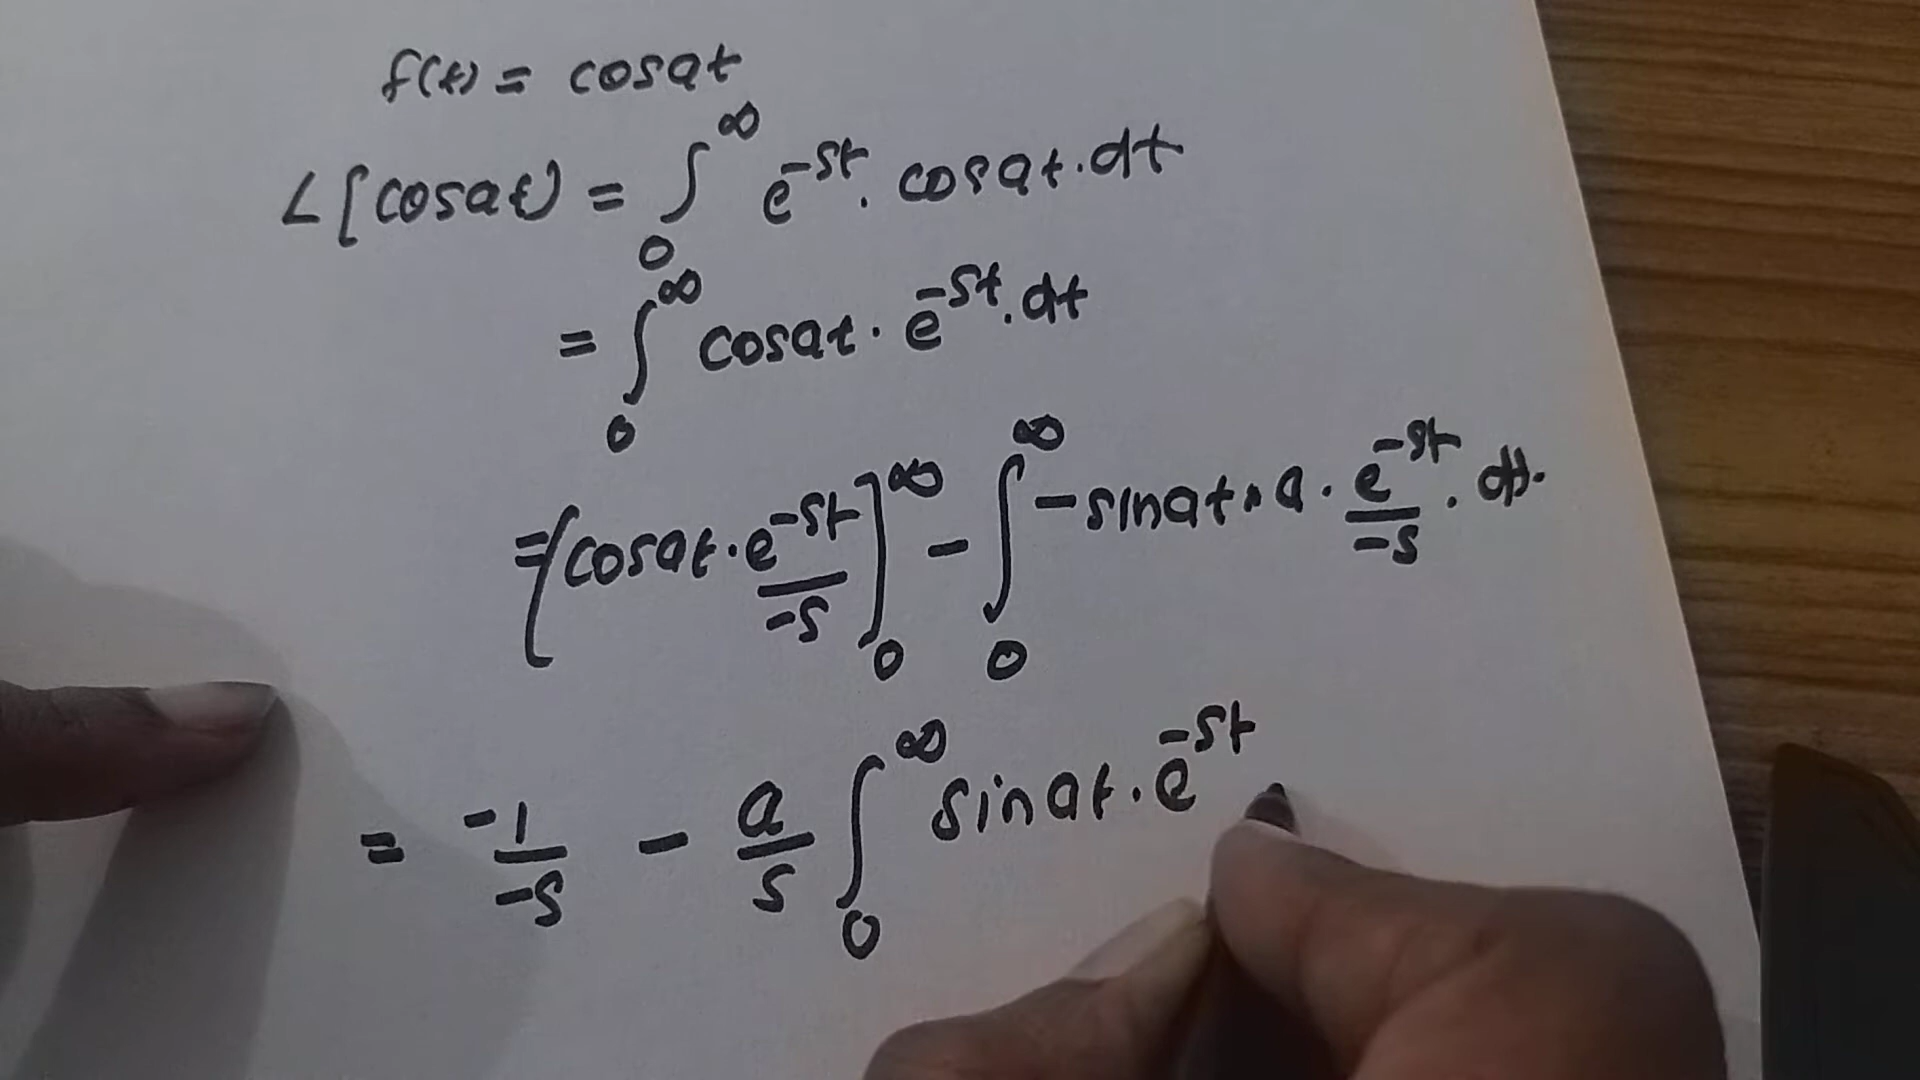 f(t) = cosat
L[cosat) = ∫₀^∞ e^-st . cosat.dt
= ∫₀^∞ cosat . e^-st . dt
= [cosat . e^-st/-s]₀^∞ - ∫₀^∞ -sinat × a . e^-st/-s . dt.
= -1/-s - a/s ∫₀^∞ sinat . e^-st